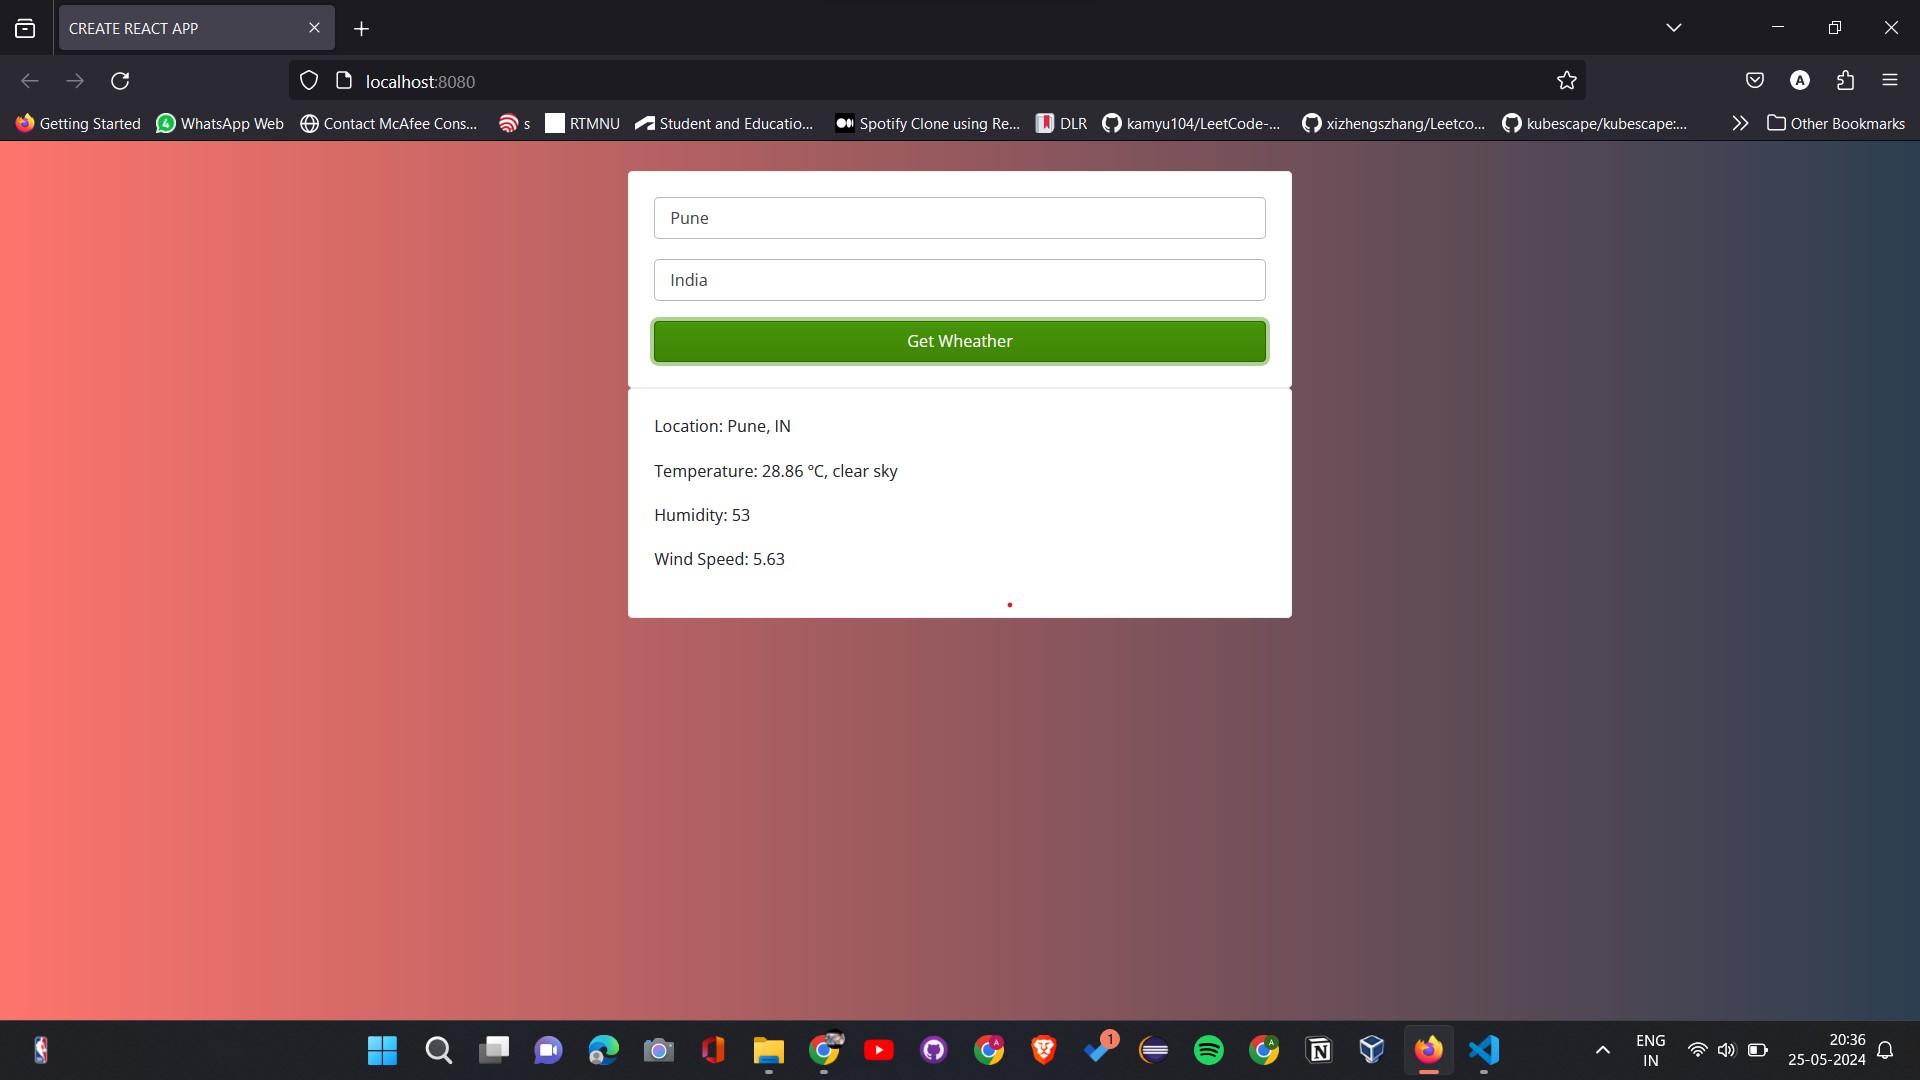 CREATE REACT APP
localhost:8080
A
Getting Started
4 WhatsApp Web
Contact McAfee Cons...
s
RTMNU
Student and Educatio...
Spotify Clone using Re...
DLR
kamyu104/LeetCode-...
xizhengszhang/Leetco...
kubescape/kubescape:...
Other Bookmarks
Pune
India
Get Wheather
Location: Pune, IN
Temperature: 28.86 ºC, clear sky
Humidity: 53
Wind Speed: 5.63
A
1
A
N
ENG
IN
20:36
25-05-2024